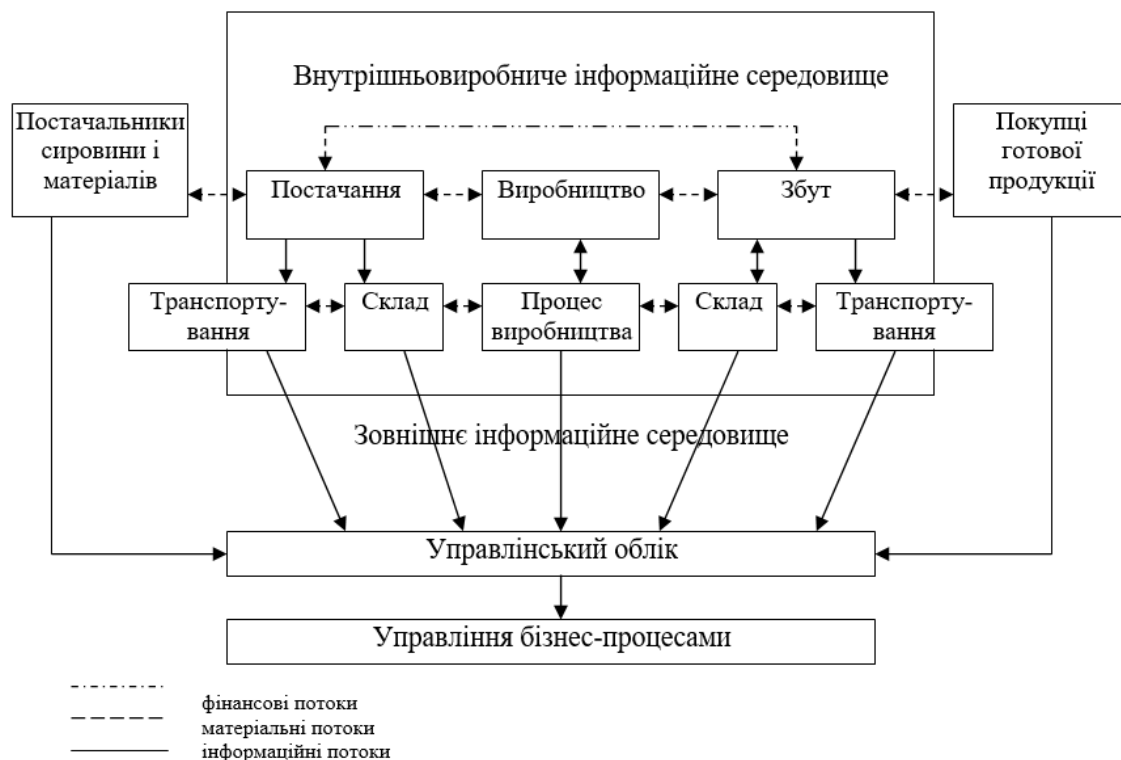 Внутрішньовиробниче інформаційне середовище
Постачальники
сировини і
матеріалів
Покупці
готової
продукції
Постачання
Виробництво
Збут
Транспорту-
вання
Склад
Процес
виробництва
Склад
Транспорту-
вання
Зовнішнє інформаційне середовище
Управлінський облік
Управління бізнес-процесами
фінансові потоки
матеріальні потоки
інформаційні потоки